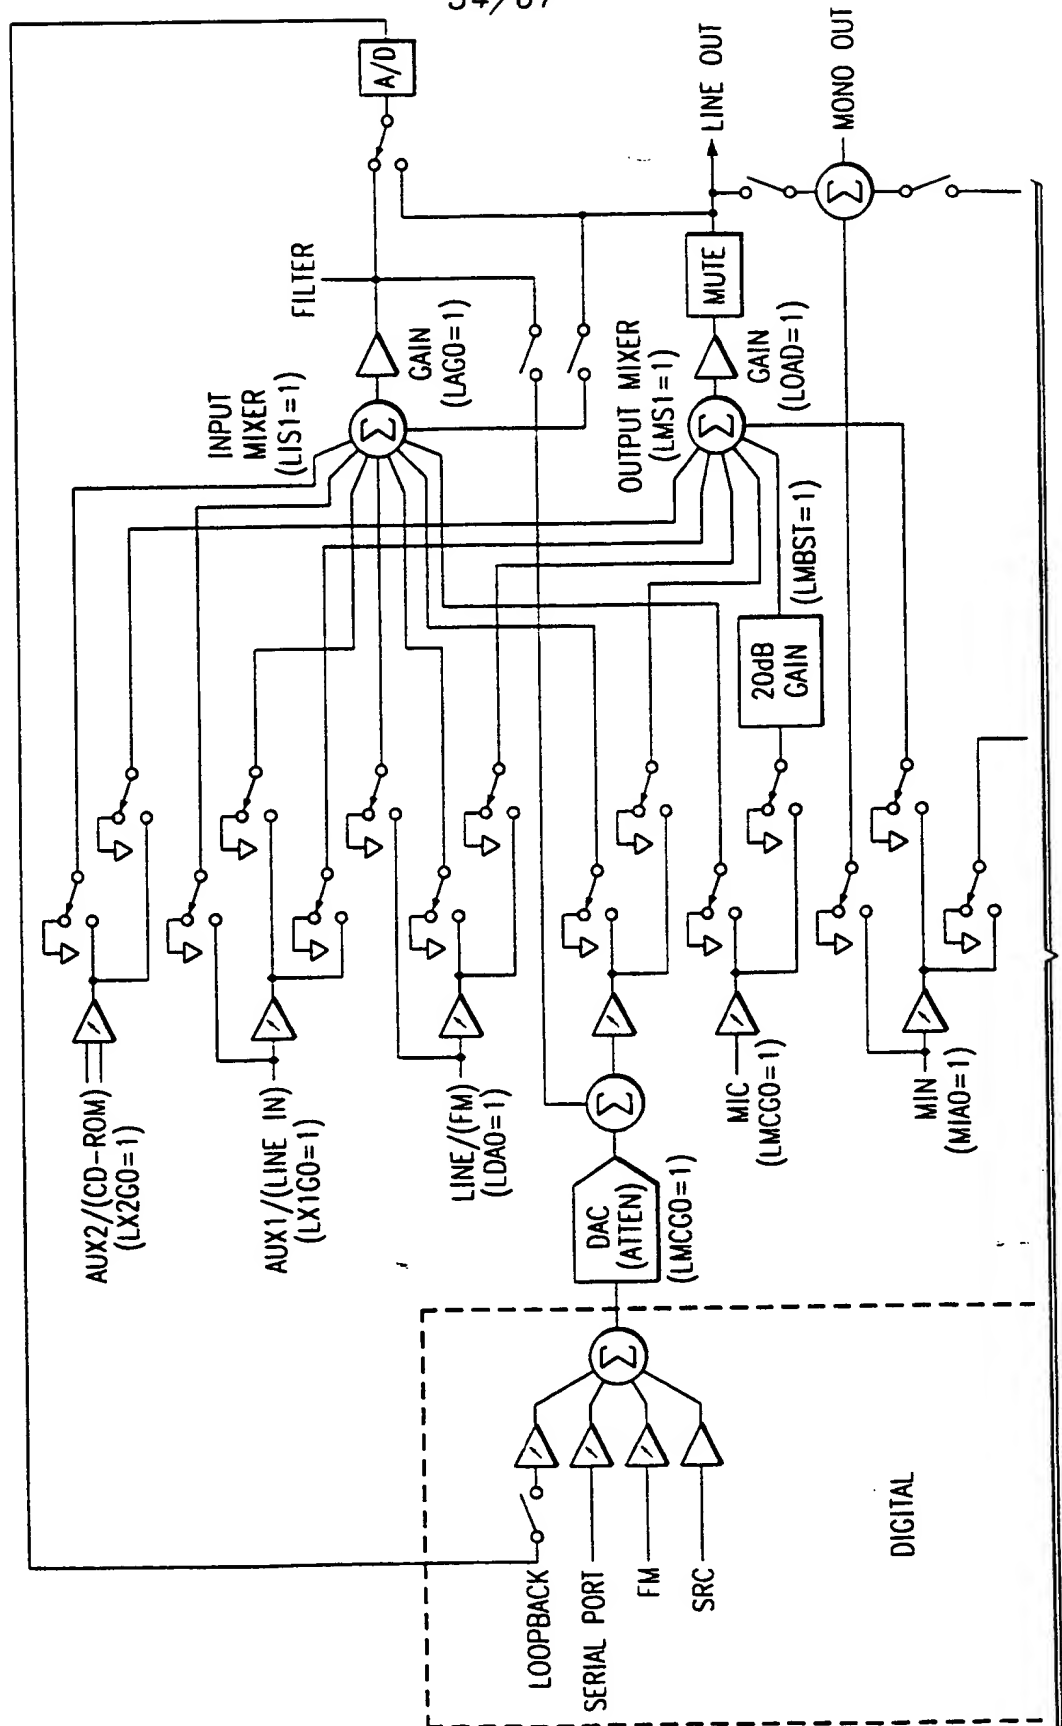 AUX2/(CD-ROM)
(LX2G0=1)
AUX1/(LINE IN)
(LX1G0=1)
LINE/(FM)
(LDA0=1)
DAC
(ATTEN)
(LMCG0=1)
MIC
(LMCG0=1)
MIN
(MIA0=1)
LOOPBACK
SERIAL PORT
FM
SRC
DIGITAL
Σ
Σ
INPUT
MIXER
(LIS1=1)
Σ
GAIN
(LAG0=1)
FILTER
A/D
OUTPUT MIXER
(LMS1=1)
Σ
GAIN
(LOAD=1)
MUTE
LINE OUT
20dB
GAIN
(LMBST=1)
Σ
MONO OUT